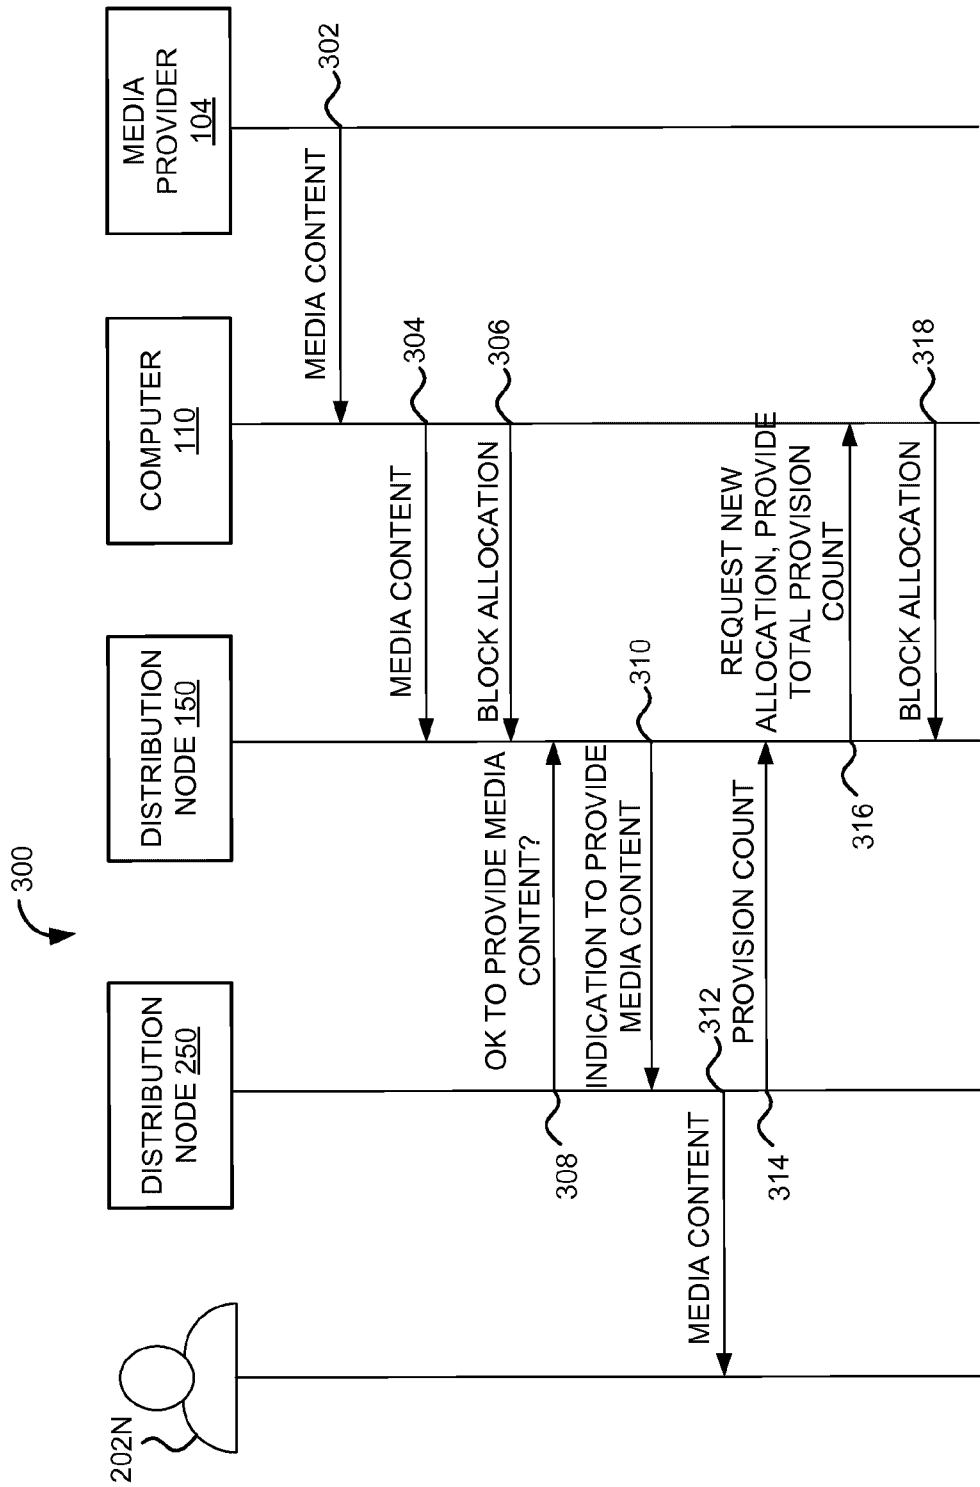 300
202N
DISTRIBUTION
NODE 250
DISTRIBUTION
NODE 150
COMPUTER
110
MEDIA
PROVIDER
104
MEDIA CONTENT
302
MEDIA CONTENT
304
BLOCK ALLOCATION
306
OK TO PROVIDE MEDIA
CONTENT?
308
INDICATION TO PROVIDE
MEDIA CONTENT
310
MEDIA CONTENT
312
PROVISION COUNT
314
REQUEST NEW
ALLOCATION, PROVIDE
TOTAL PROVISION
COUNT
316
BLOCK ALLOCATION
318